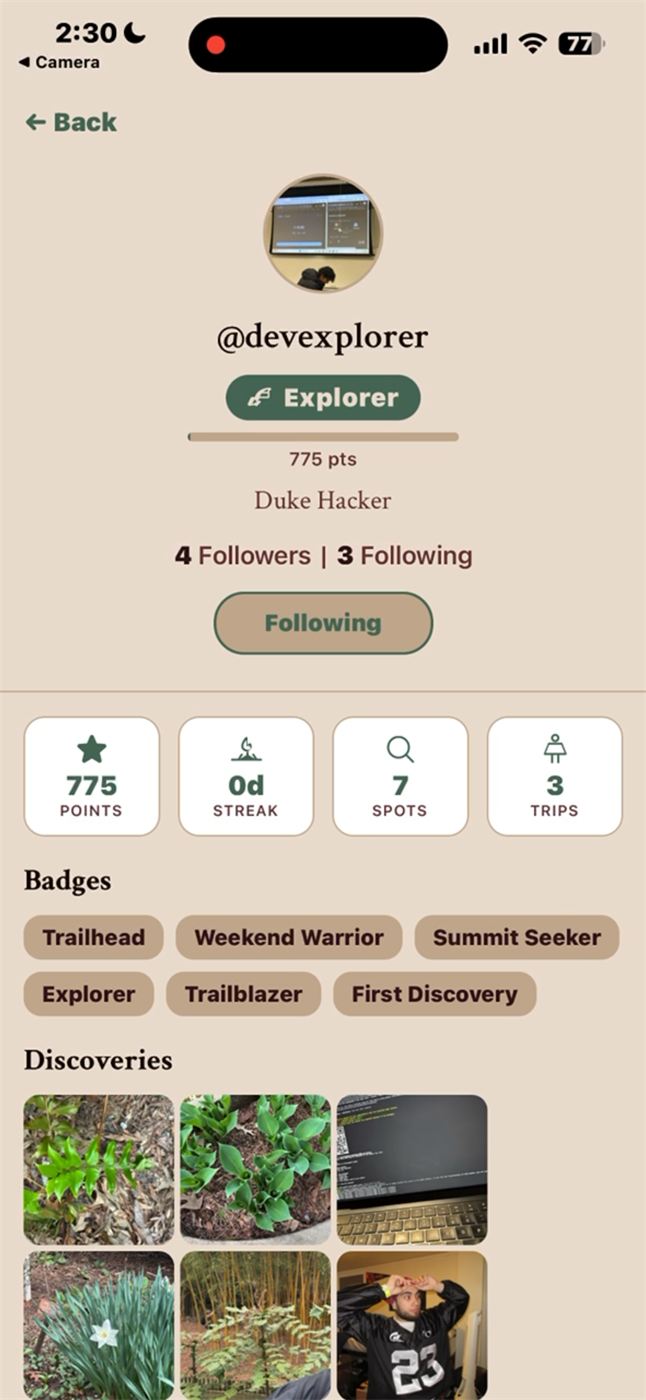 2:30
77
◀ Camera
← Back
@devexplorer
Explorer
775 pts
Duke Hacker
4 Followers | 3 Following
Following
775
POINTS
0d
STREAK
7
SPOTS
3
TRIPS
Badges
Trailhead
Weekend Warrior
Summit Seeker
Explorer
Trailblazer
First Discovery
Discoveries
23